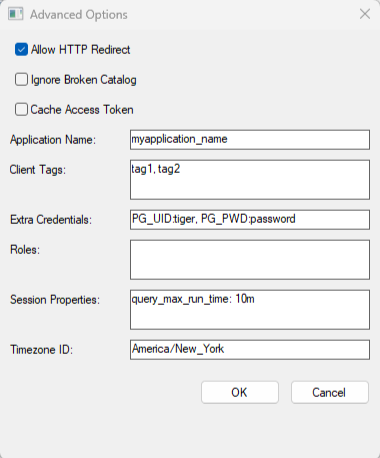 Advanced Options
Allow HTTP Redirect
Ignore Broken Catalog
Cache Access Token
Application Name: myapplication_name
Client Tags: tag1, tag2
Extra Credentials: PG_UID:tiger, PG_PWD:password
Roles:
Session Properties: query_max_run_time: 10m
Timezone ID: America/New_York
OK Cancel